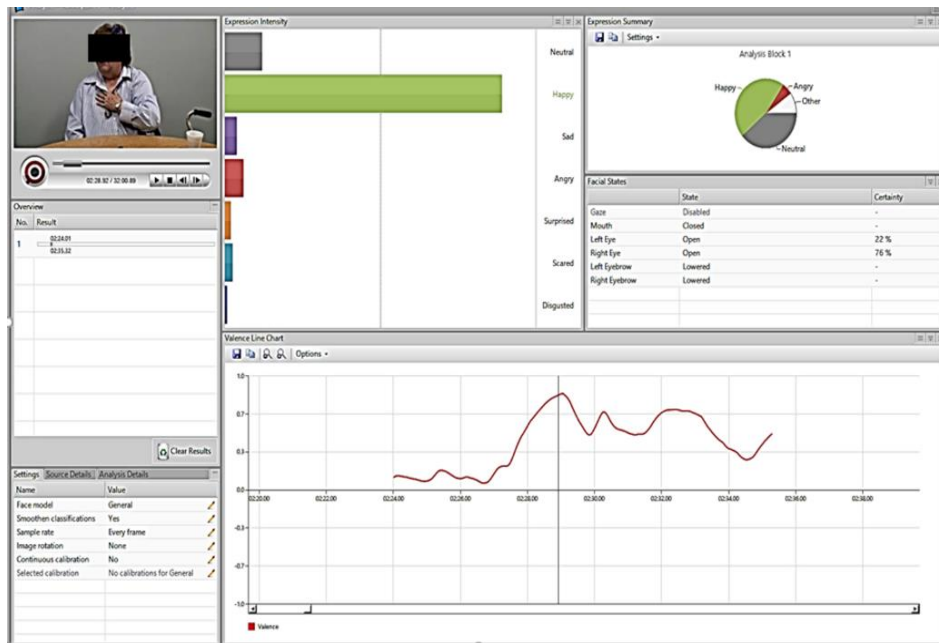 Expression Intensity
Neutral
Happy
Sad
Angry
Surprised
Scared
Disgusted
Expression Summary
Settings
Analysis Block 1
Happy
Angry
Other
Neutral
02:28.92 / 32:00.89
Overview
No. Result
1 02:24.01
02:35.32
Clear Results
Settings Source Details Analysis Details
Name Value
Face model General
Smoothen classifications Yes
Sample rate Every frame
Image rotation None
Continuous calibration No
Selected calibration No calibrations for General
Facial States
State Certainty
Gaze Disabled -
Mouth Closed -
Left Eye Open 22 %
Right Eye Open 76 %
Left Eyebrow Lowered -
Right Eyebrow Lowered -
Valence Line Chart
Options
1.0
0.7
0.3
0.0
-0.3
-0.7
-1.0
02:20.00 02:22.00 02:24.00 02:26.00 02:28.00 02:30.00 02:32.00 02:34.00 02:36.00 02:38.00
Valence